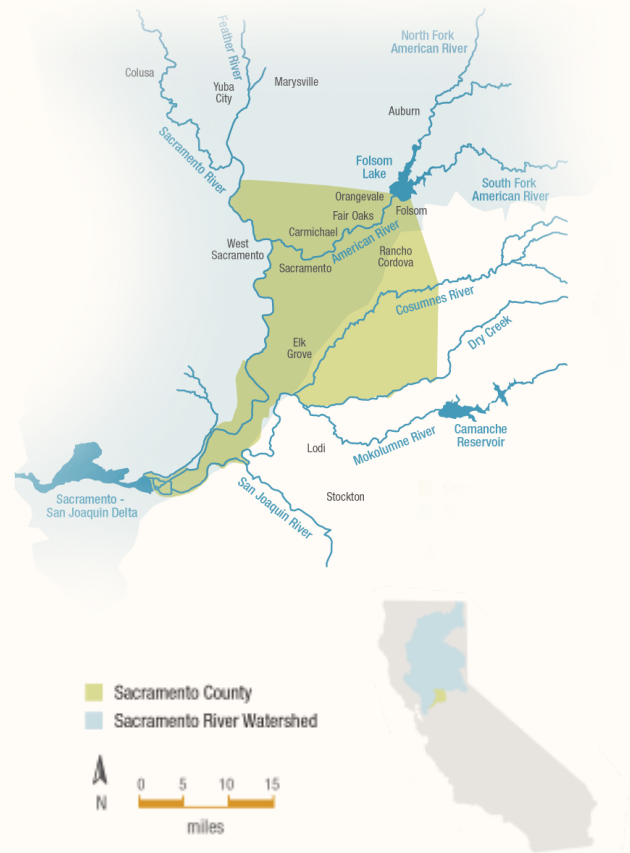 North Fork
American River
Feather River
Colusa
Yuba
City
Marysville
Auburn
Sacramento River
Folsom
Lake
South Fork
American River
Orangevale
Folsom
Fair Oaks
Carmichael
American River
West
Sacramento
Rancho
Cordova
Sacramento
Cosumnes River
Dry Creek
Elk
Grove
Camanche
Reservoir
Mokolumne River
Lodi
Sacramento -
San Joaquin Delta
San Joaquin River
Stockton
Sacramento County
Sacramento River Watershed
N
0 5 10 15
miles